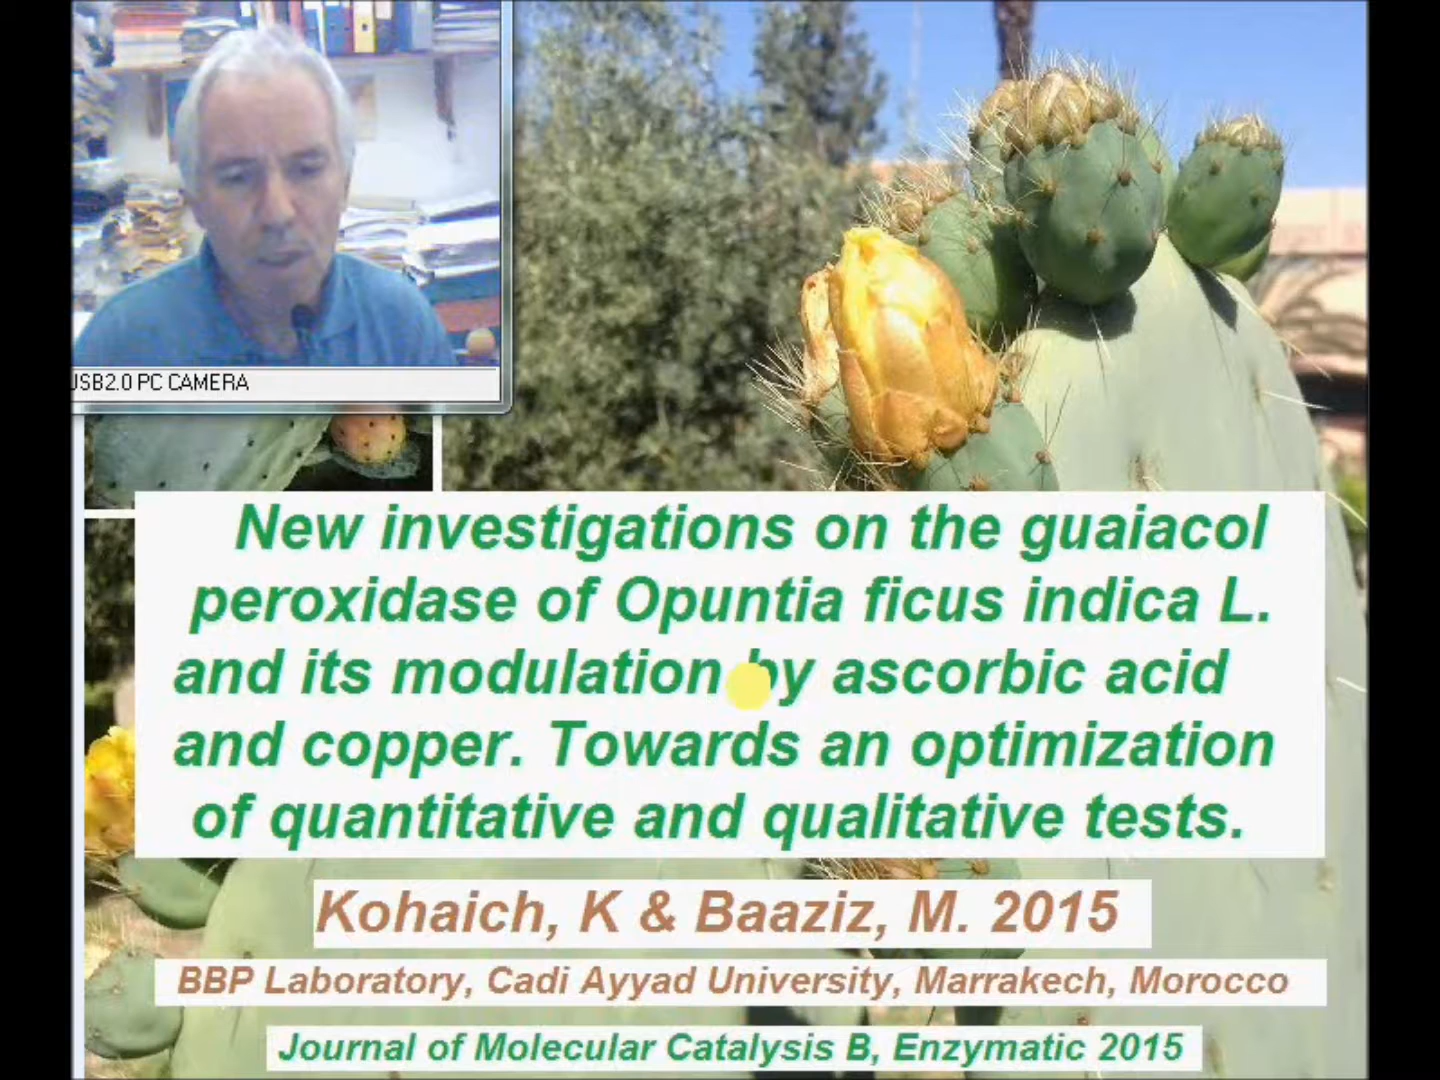 JSB2.0 PC CAMERA
New investigations on the guaiacol
peroxidase of Opuntia ficus indica L.
and its modulation by ascorbic acid
and copper. Towards an optimization
of quantitative and qualitative tests.
Kohaich, K & Baaziz, M. 2015
BBP Laboratory, Cadi Ayyad University, Marrakech, Morocco
Journal of Molecular Catalysis B, Enzymatic 2015